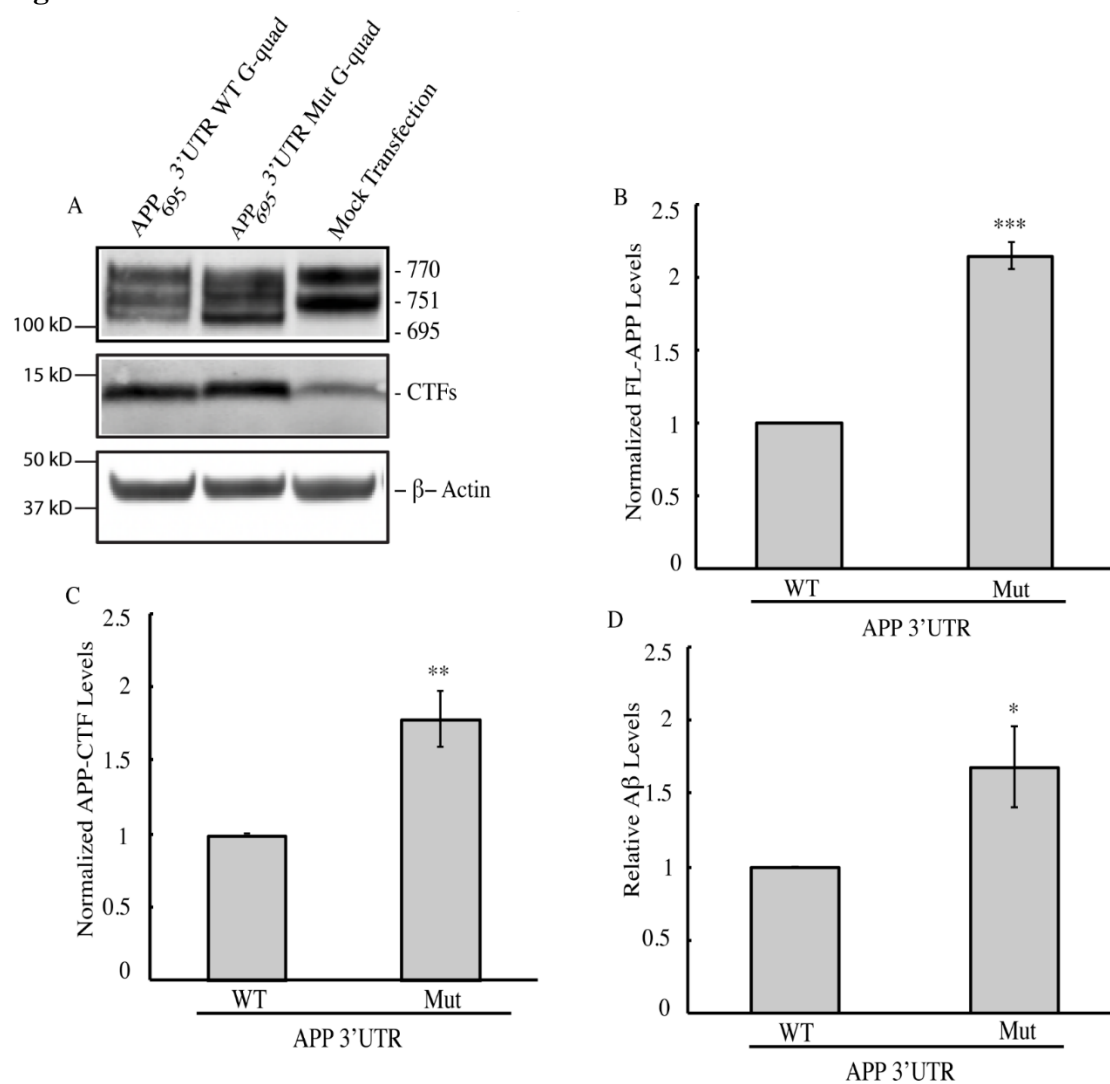 g
APP695 3'UTR WT G-quad
APP695 3'UTR Mut G-quad
Mock Transfection
A
- 770
- 751
100 kD
- 695
15 kD
- CTFs
50 kD
- β- Actin
37 kD
B
Normalized FL-APP Levels
2.5
2
1.5
1
0.5
0
***
WT
Mut
APP 3'UTR
C
Normalized APP-CTF Levels
2.5
2
1.5
1
0.5
0
**
WT
Mut
APP 3'UTR
D
Relative Aβ Levels
2.5
2
1.5
1
0.5
0
*
WT
Mut
APP 3'UTR